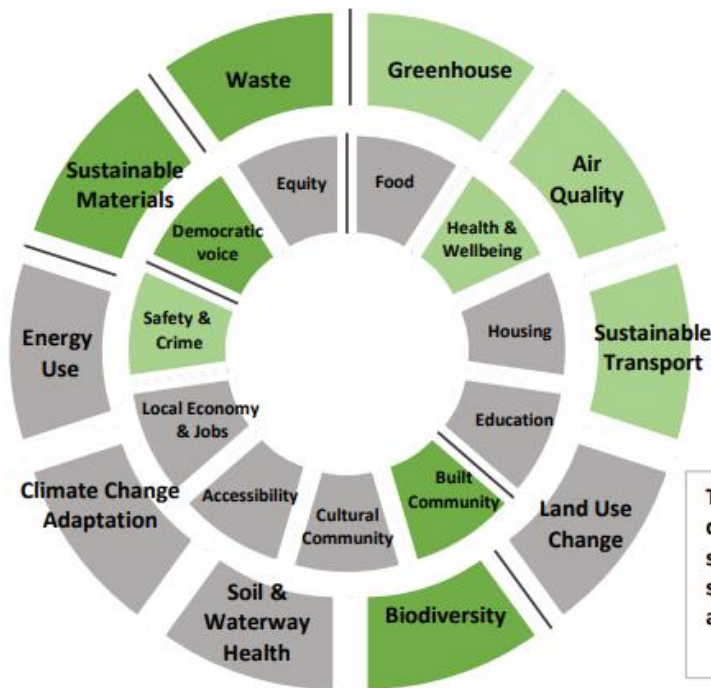 Waste
Greenhouse
Sustainable
Materials
Air
Quality
Equity
Food
Democratic
voice
Health &
Wellbeing
Energy
Use
Safety &
Crime
Housing
Sustainable
Transport
Local Economy
& Jobs
Education
Climate Change
Adaptation
Accessibility
Cultural
Community
Built
Community
Land Use
Change
Soil &
Waterway
Health
Biodiversity